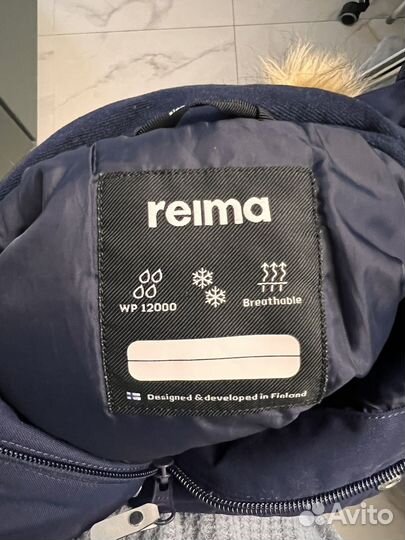 reima
WP 12000
Breathable
Designed & developed in Finland
Avito